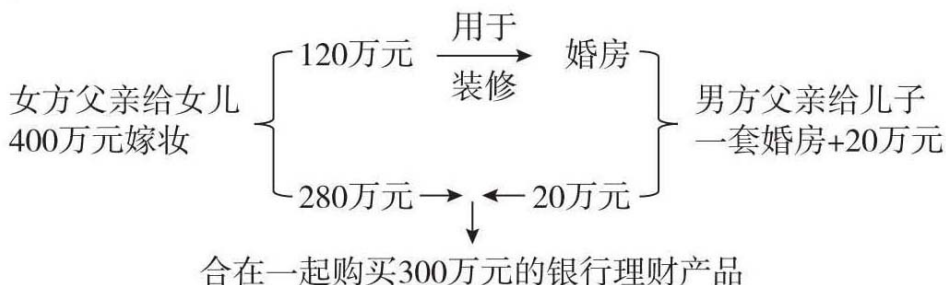 女方父亲给女儿
400万元嫁妆
120万元
用于
装修
婚房
280万元
20万元
男方父亲给儿子
一套婚房+20万元
合在一起购买300万元的银行理财产品